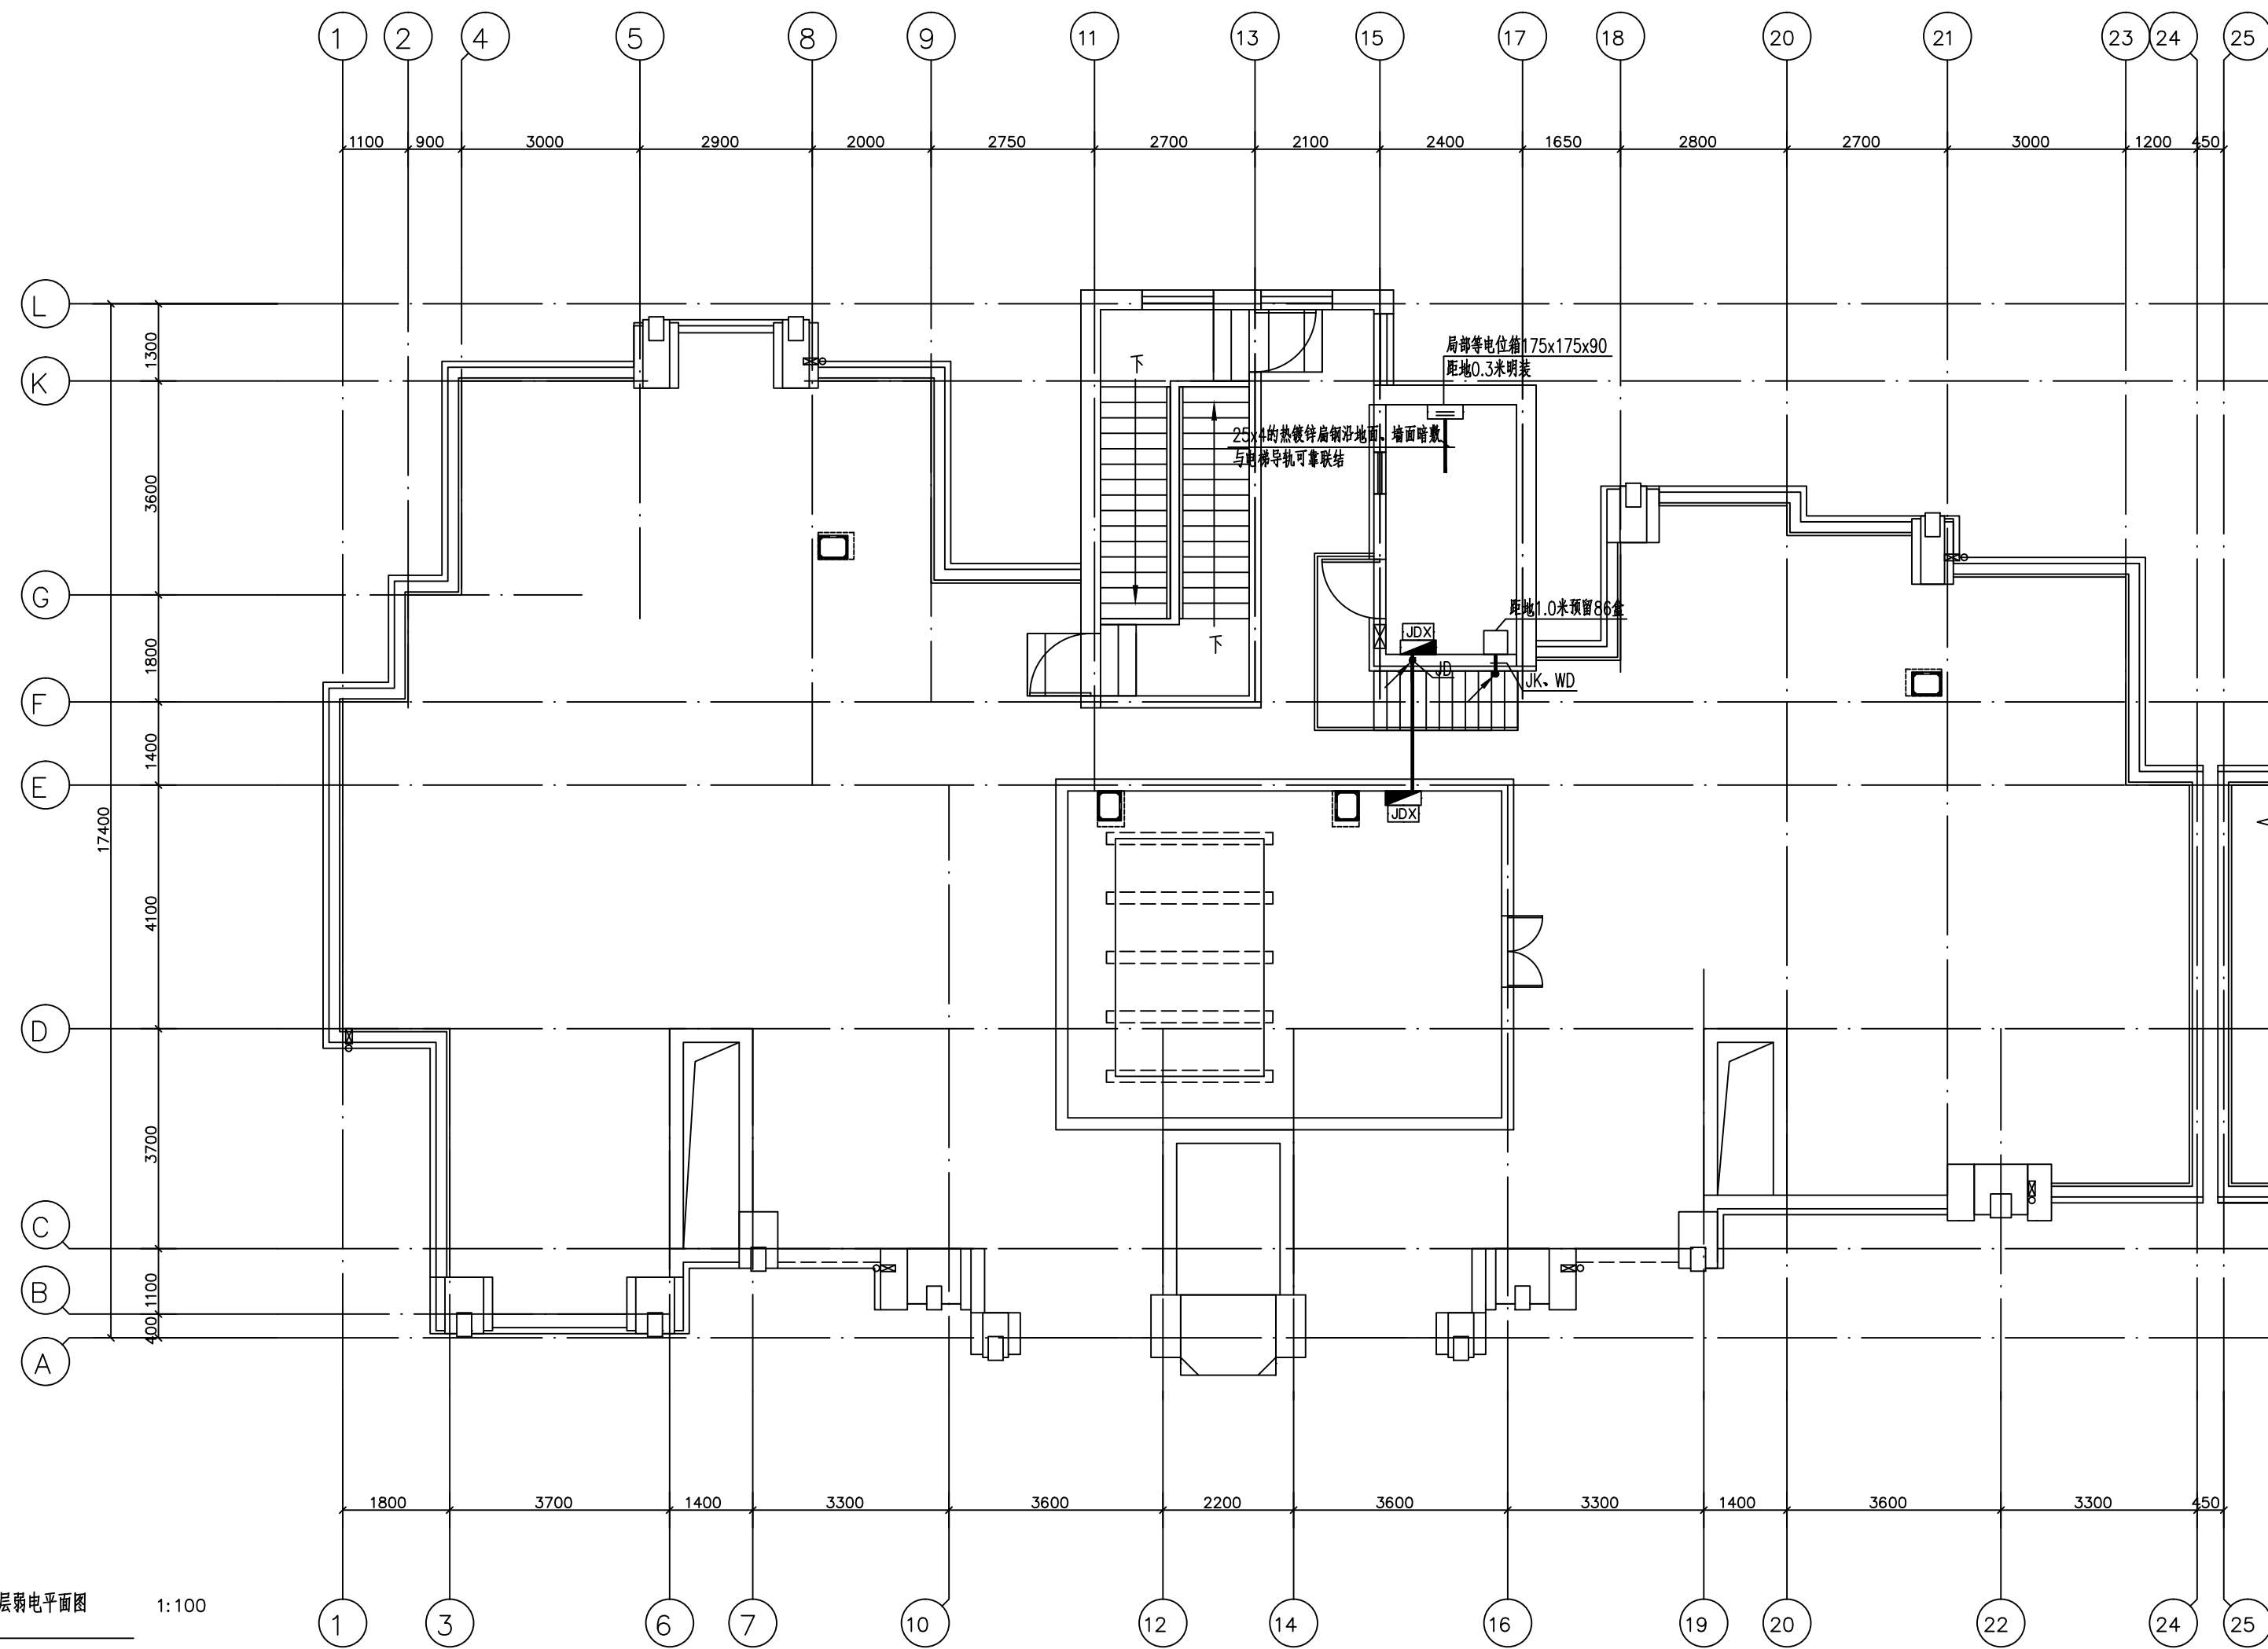 1 2 4 5 8 9 11 13 15 17 18 20 21 23 24 25
1100 900 3000 2900 2000 2750 2700 2100 2400 1650 2800 2700 3000 1200 450
L
1300
K
3600
G
1800
F
1400
E
17400
4100
D
3700
C
1100
B
400
A
下
下
局部等电位箱175x175x90
距地0.3米明装
25x4的热镀锌扁钢沿地面、墙面暗敷
与电梯导轨可靠联结
距地1.0米预留86盒
JDX
JD
JK、WD
JDX
1800 3700 1400 3300 3600 2200 3600 3300 1400 3600 3300 450
层弱电平面图 1:100
1 3 6 7 10 12 14 16 19 20 22 24 25